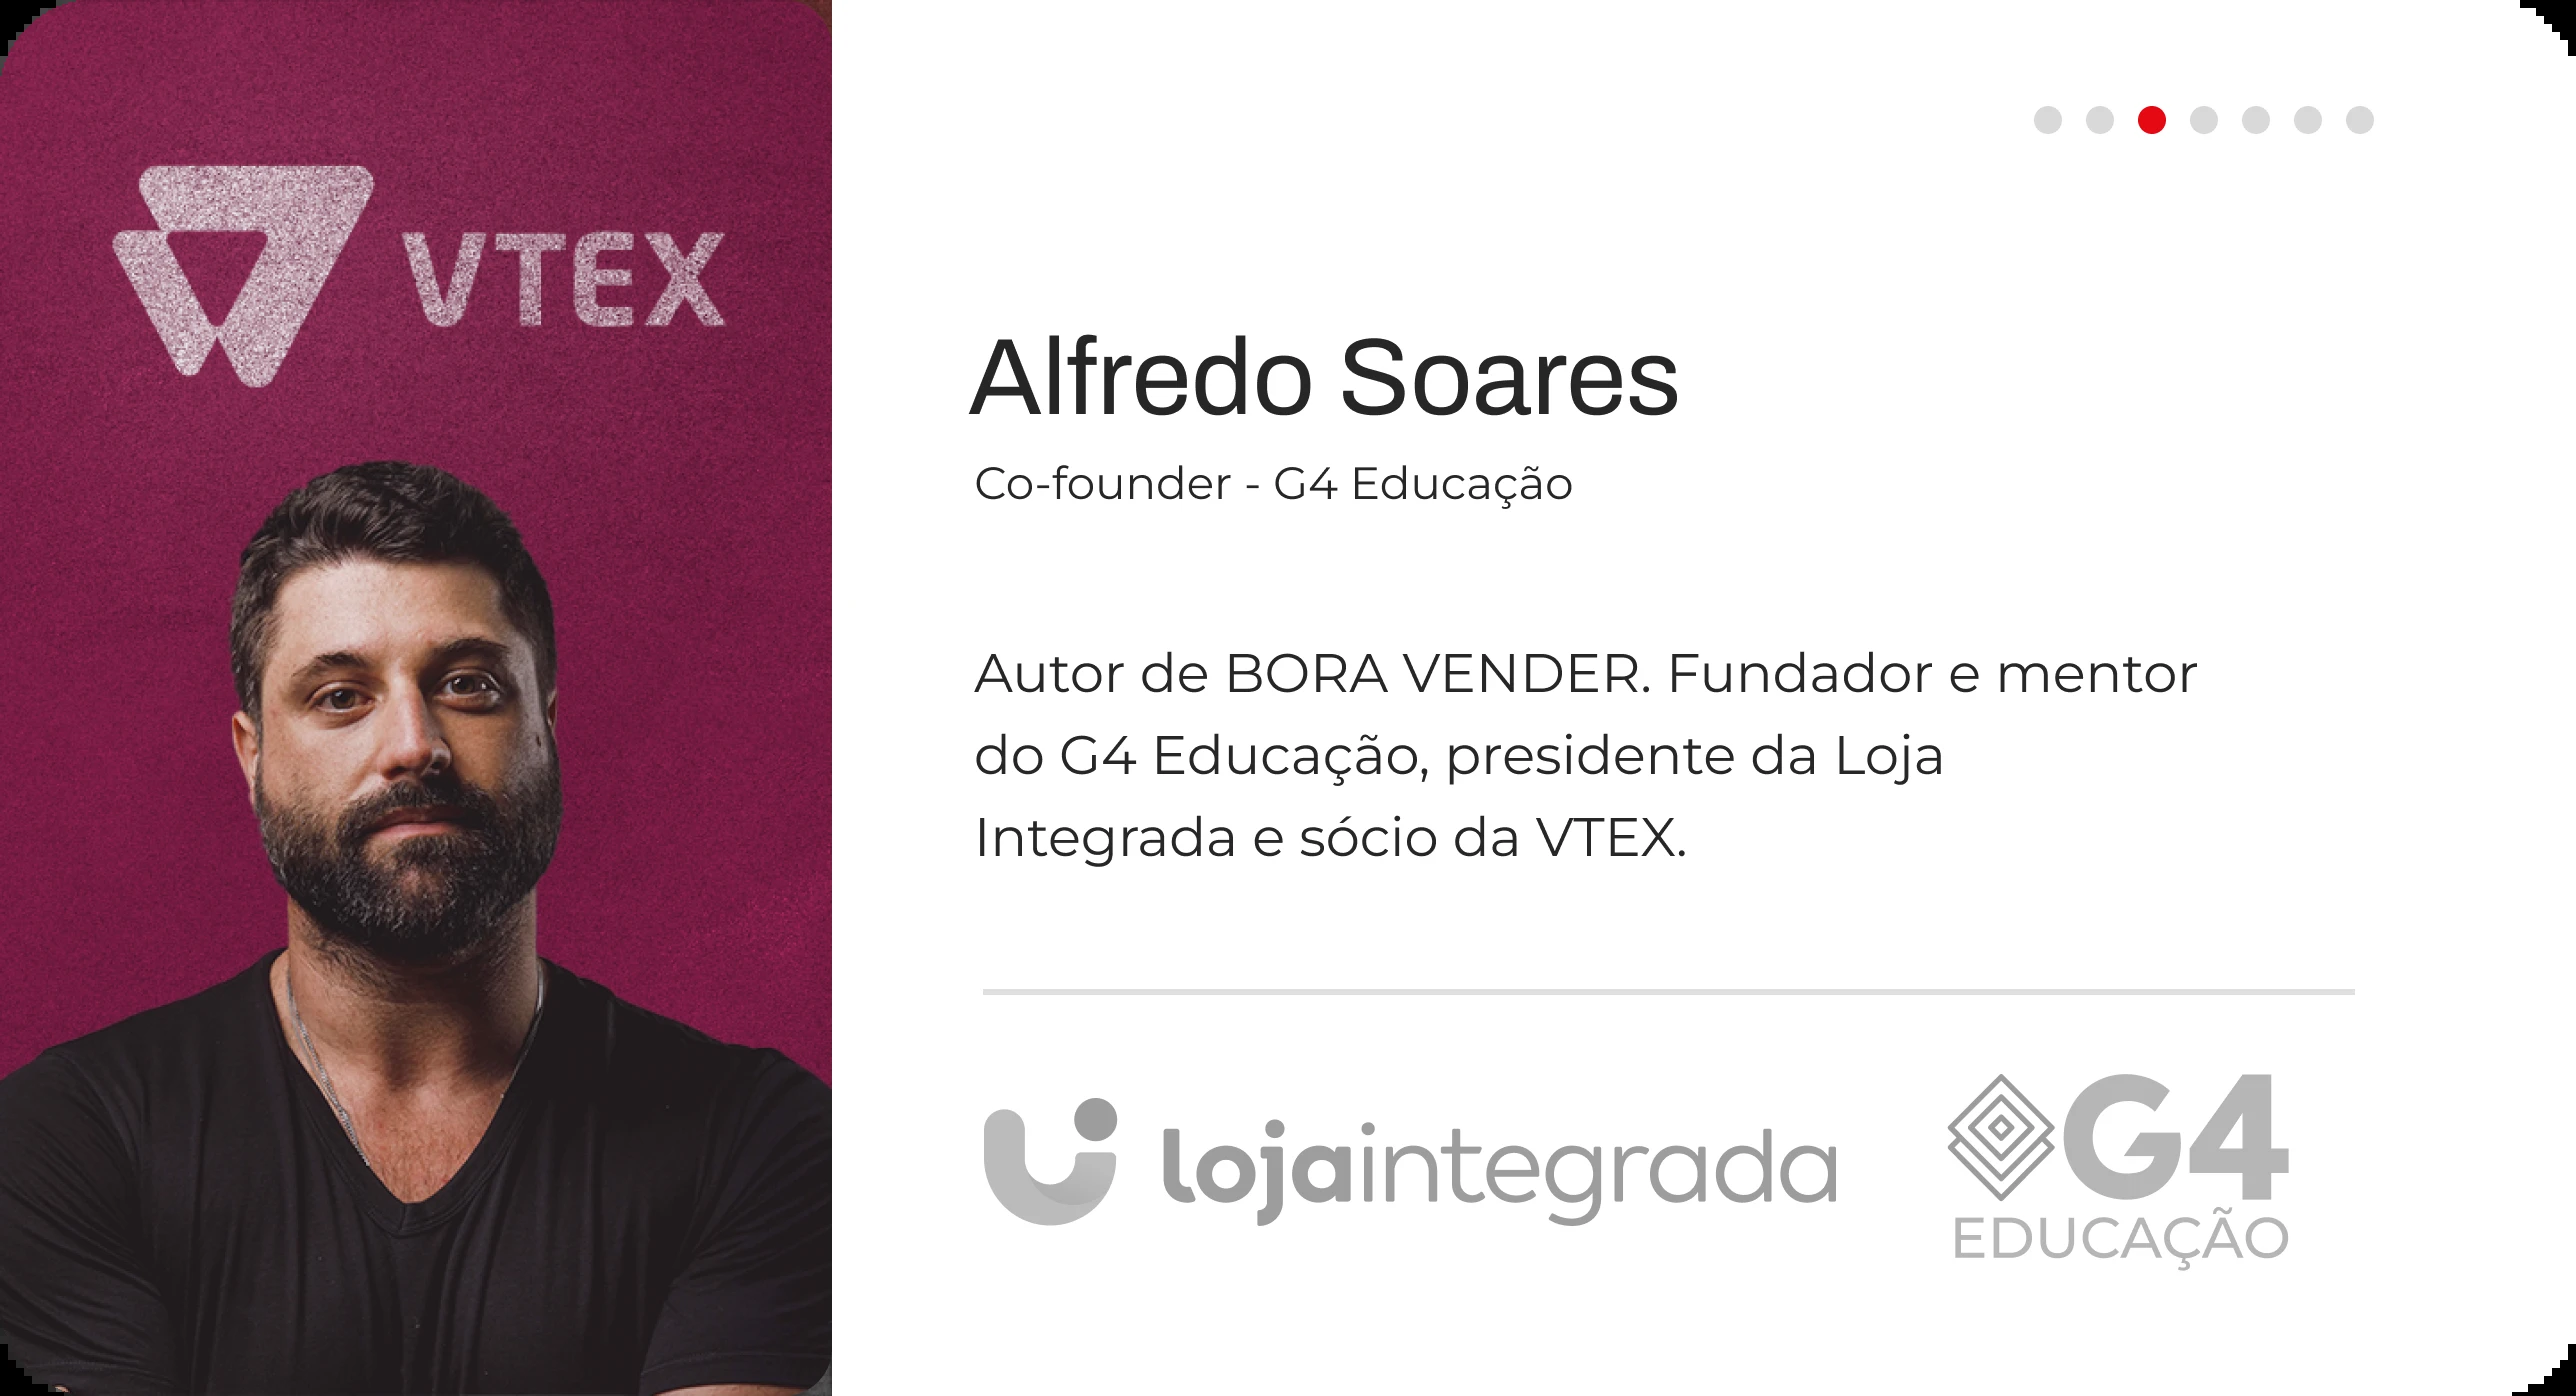 VTEX
Alfredo Soares
Co-founder - G4 Educação
Autor de BORA VENDER. Fundador e mentor
do G4 Educação, presidente da Loja
Integrada e sócio da VTEX.
lojaintegrada
G4
EDUCAÇÃO